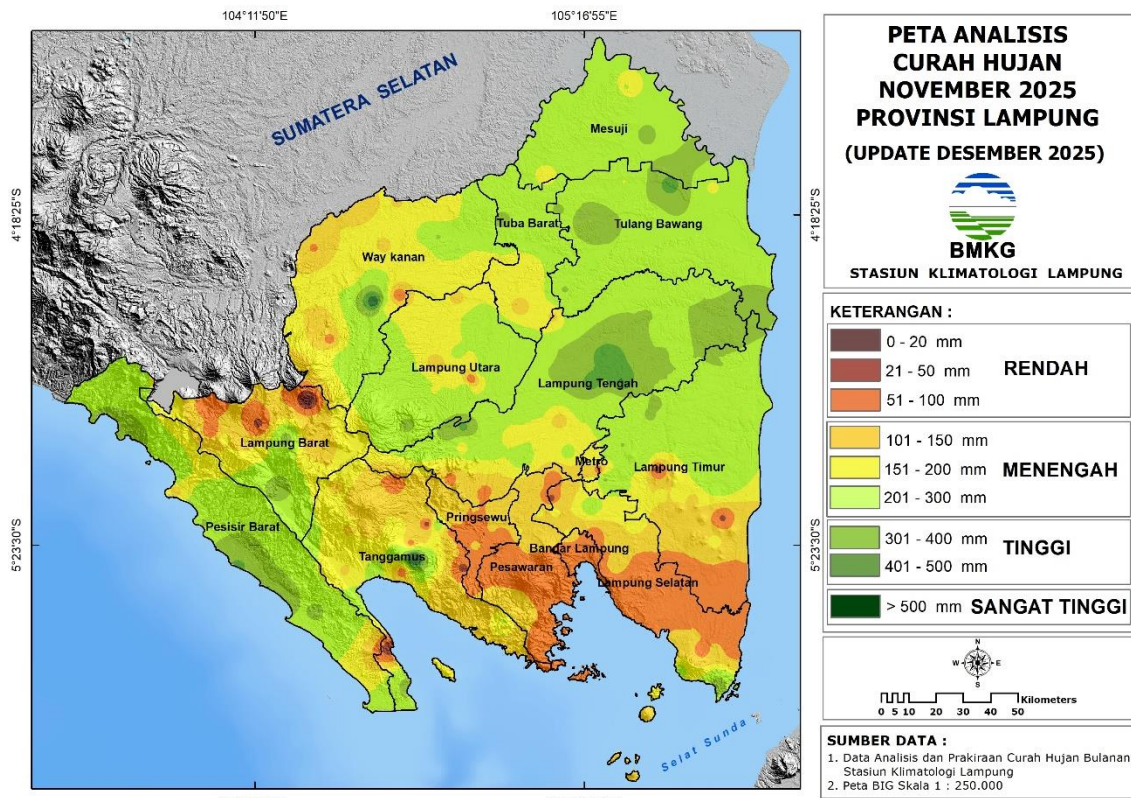 104°11'50"E
105°16'55"E
4°18'25"S
5°23'30"S
4°18'25"S
5°23'30"S
SUMATERA SELATAN
Mesuji
Tuba Barat
Tulang Bawang
Way kanan
Lampung Utara
Lampung Tengah
Lampung Barat
Metro
Lampung Timur
Pesisir Barat
Pringsewu
Tanggamus
Bandar Lampung
Pesawaran
Lampung Selatan
Selat Sunda
PETA ANALISIS
CURAH HUJAN
NOVEMBER 2025
PROVINSI LAMPUNG
(UPDATE DESEMBER 2025)
BMKG
STASIUN KLIMATOLOGI LAMPUNG
KETERANGAN :
0 - 20 mm
21 - 50 mm
51 - 100 mm
RENDAH
101 - 150 mm
151 - 200 mm
201 - 300 mm
MENENGAH
301 - 400 mm
401 - 500 mm
TINGGI
> 500 mm
SANGAT TINGGI
N
W
E
S
Kilometers
0 5 10 20 30 40 50
SUMBER DATA :
1. Data Analisis dan Prakiraan Curah Hujan Bulanan
Stasiun Klimatologi Lampung
2. Peta BIG Skala 1 : 250.000